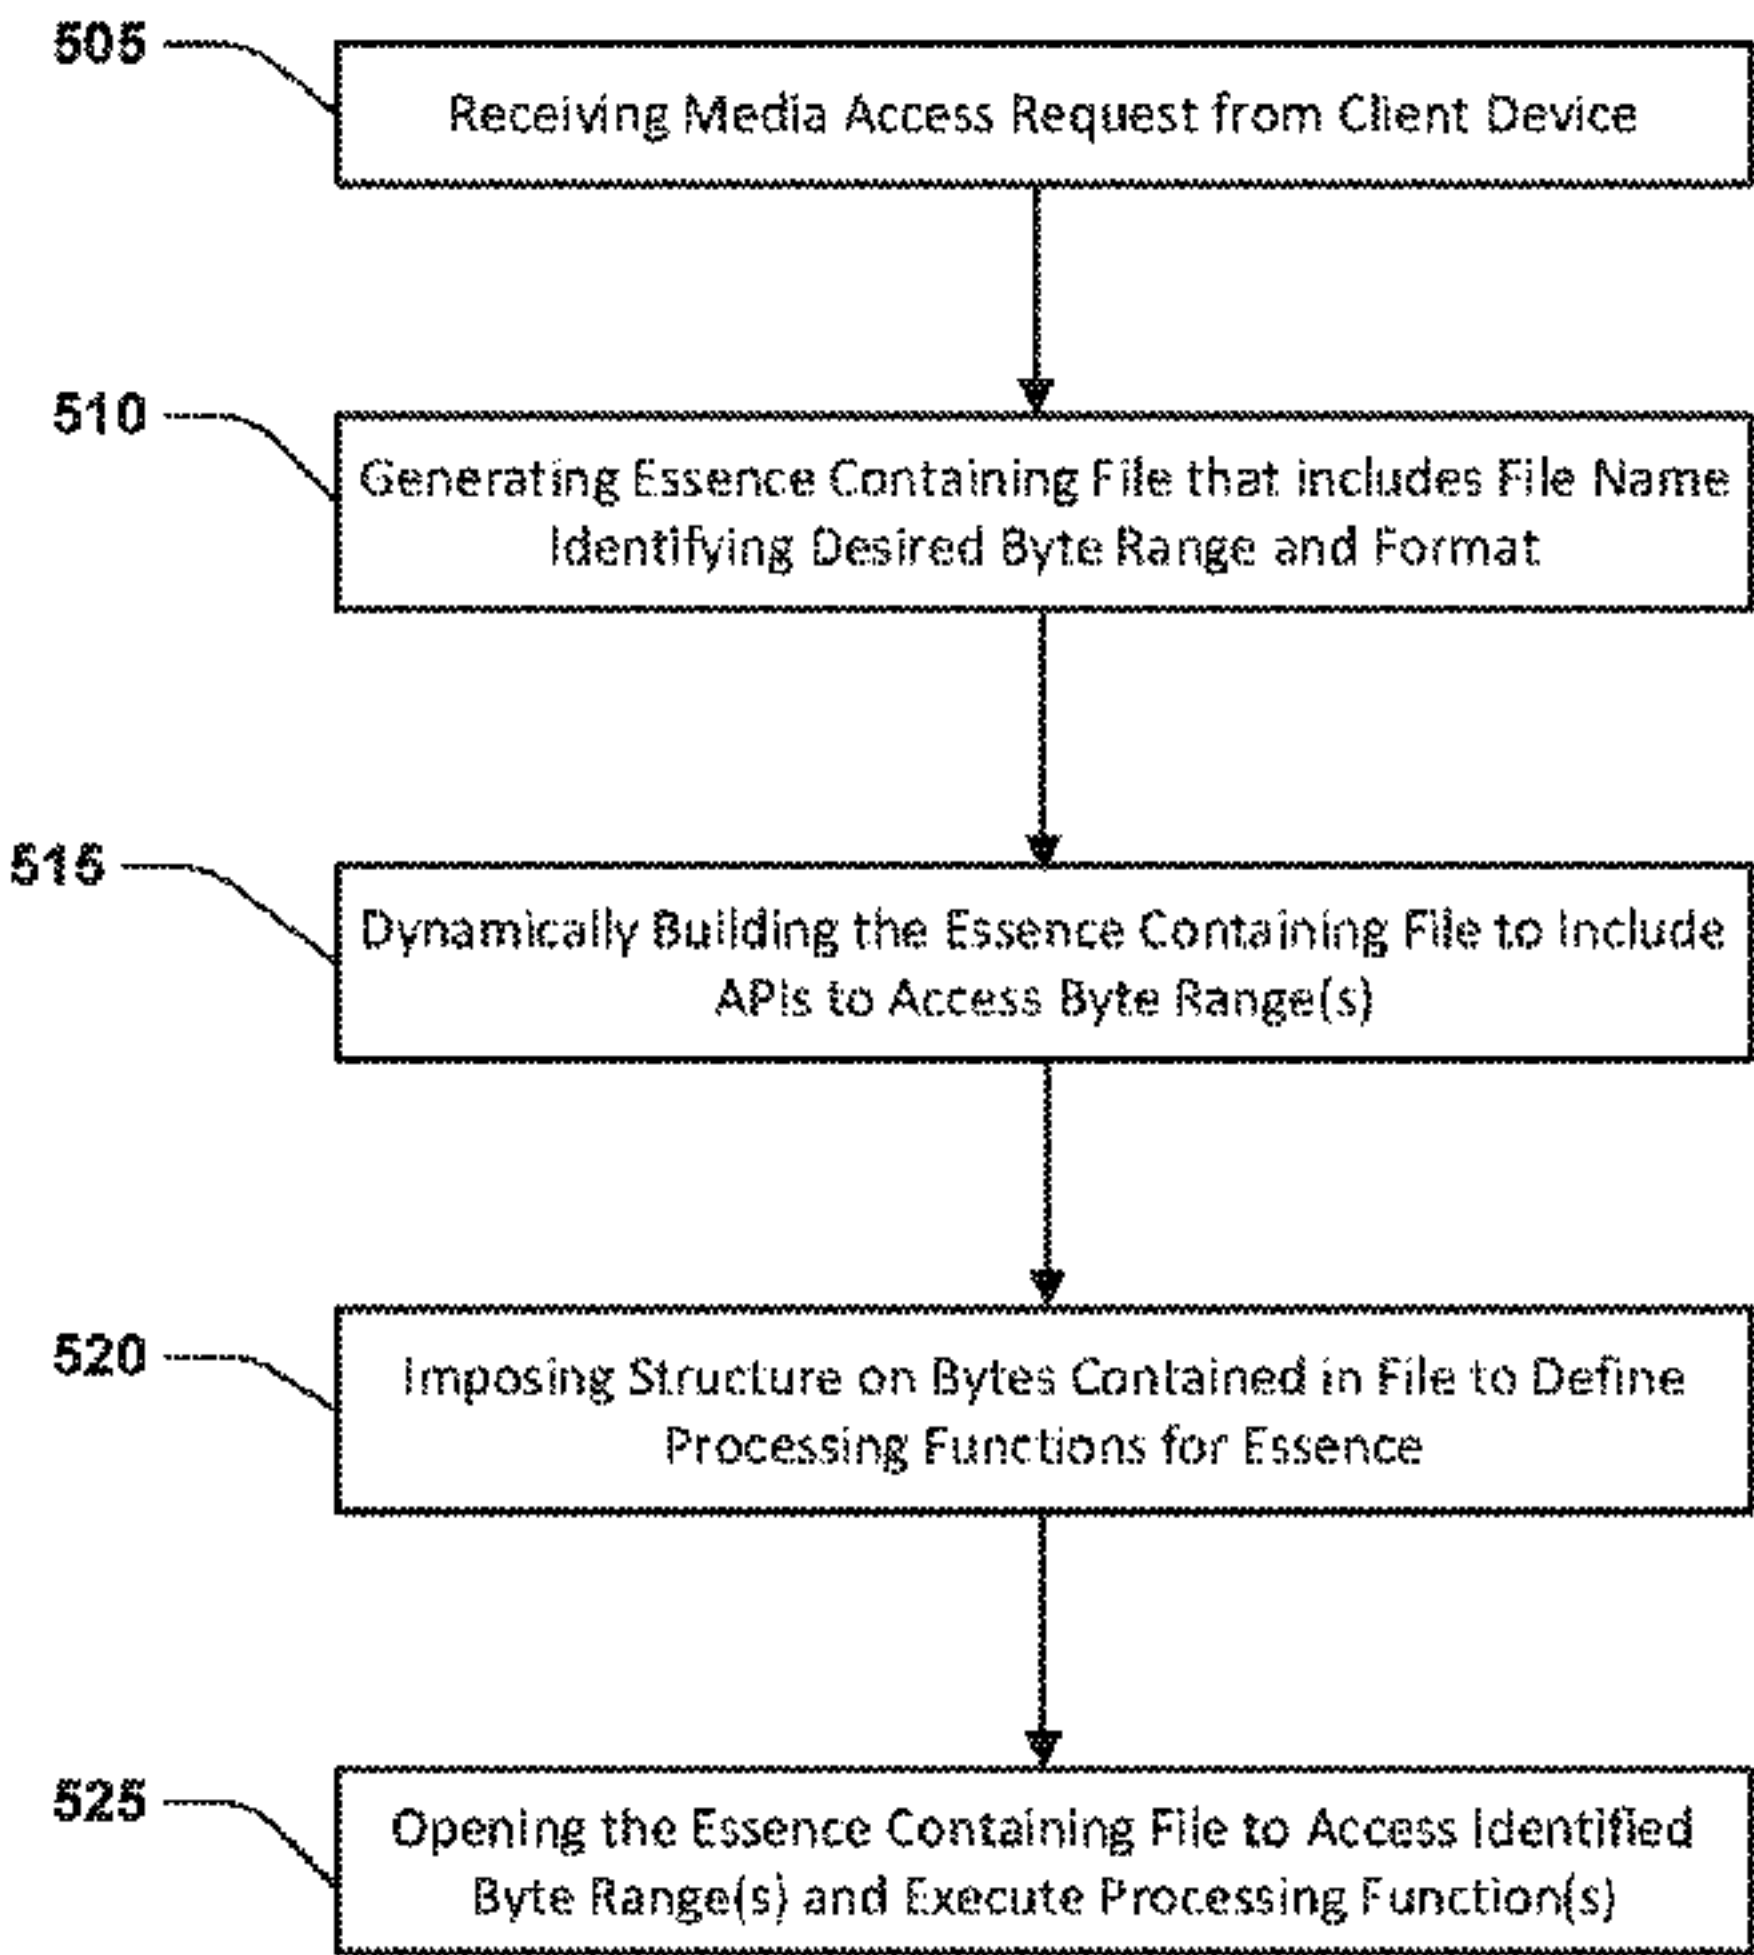 505
Receiving Media Access Request from Client Device
510
Generating Essence Containing File that includes File Name
Identifying Desired Byte Range and Format
515
Dynamically Building the Essence Containing File to Include
APIs to Access Byte Range(s)
520
Imposing Structure on Bytes Contained in File to Define
Processing Functions for Essence
525
Opening the Essence Containing File to Access Identified
Byte Range(s) and Execute Processing Function(s)